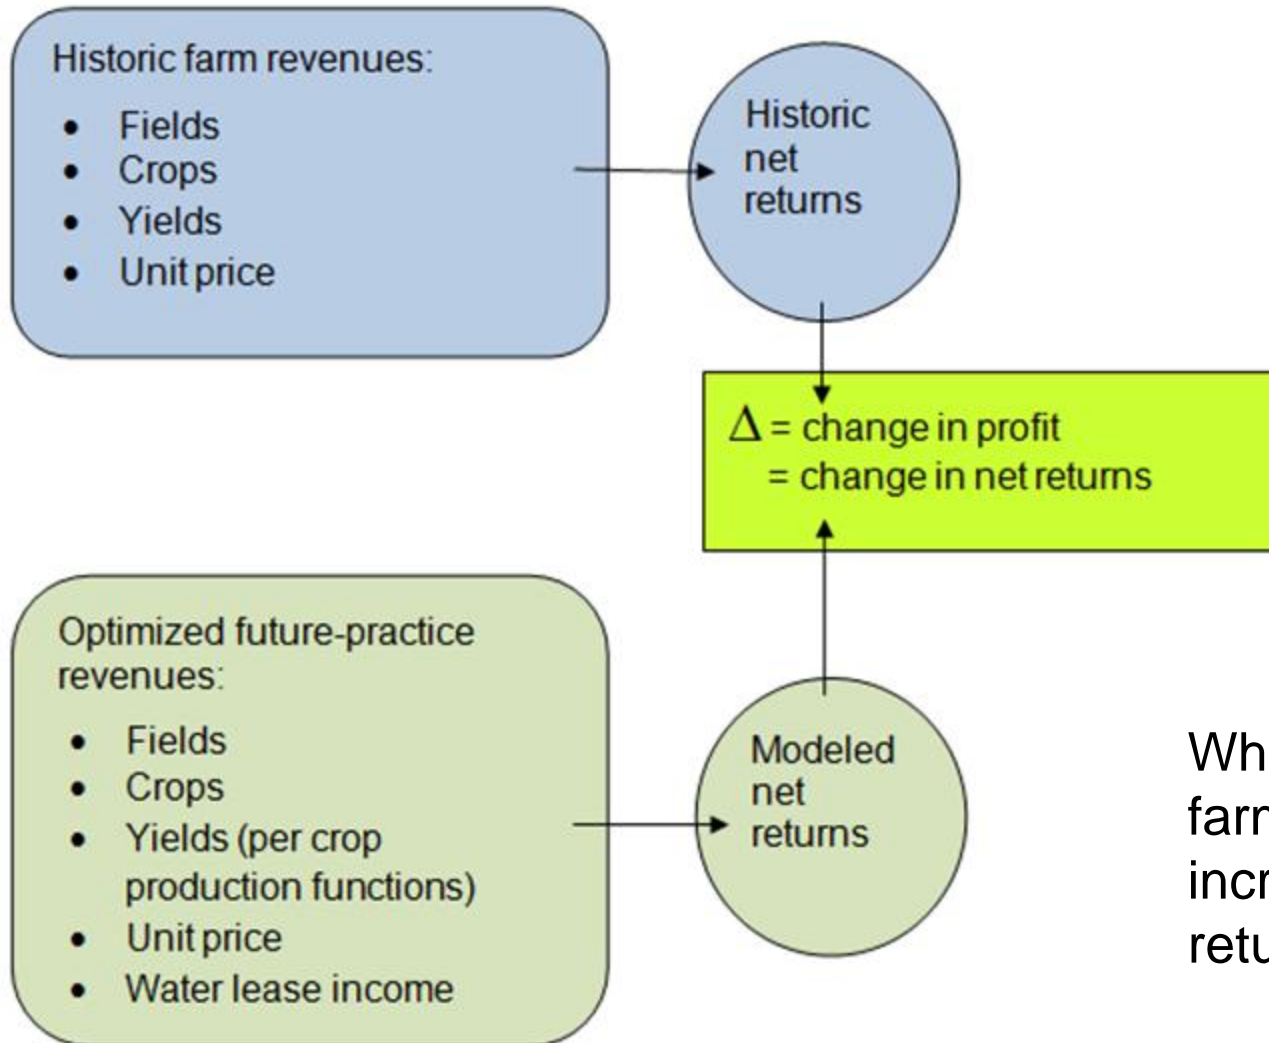 Historic farm revenues:
• Fields
• Crops
• Yields
• Unit price
Historic
net
returns
Δ = change in profit
= change in net returns
Optimized future-practice
revenues:
• Fields
• Crops
• Yields (per crop
production functions)
• Unit price
• Water lease income
Modeled
net
returns